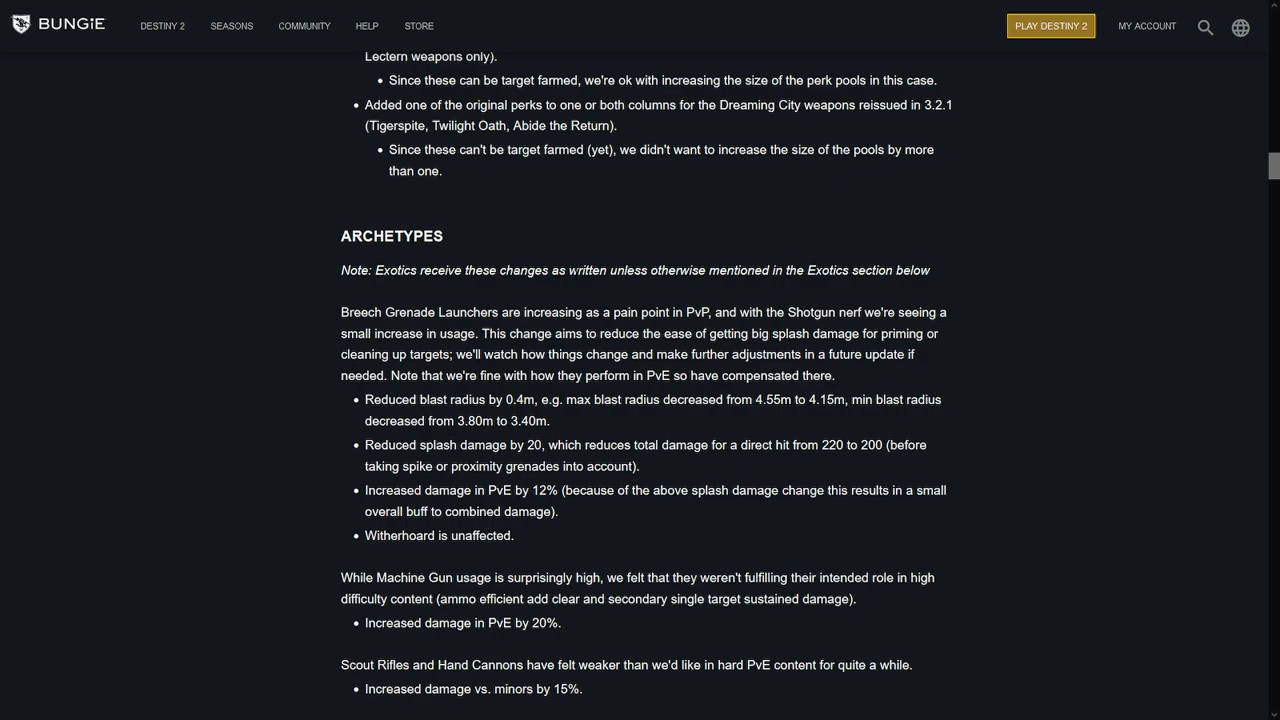 BUNGiE
DESTINY 2
SEASONS
COMMUNITY
HELP
STORE
PLAY DESTINY 2
MY ACCOUNT
Lectern weapons only).
• Since these can be target farmed, we're ok with increasing the size of the perk pools in this case.
• Added one of the original perks to one or both columns for the Dreaming City weapons reissued in 3.2.1
(Tigerspite, Twilight Oath, Abide the Return).
• Since these can't be target farmed (yet), we didn't want to increase the size of the pools by more
than one.
ARCHETYPES
Note: Exotics receive these changes as written unless otherwise mentioned in the Exotics section below
Breech Grenade Launchers are increasing as a pain point in PvP, and with the Shotgun nerf we're seeing a
small increase in usage. This change aims to reduce the ease of getting big splash damage for priming or
cleaning up targets; we'll watch how things change and make further adjustments in a future update if
needed. Note that we're fine with how they perform in PvE so have compensated there.
• Reduced blast radius by 0.4m, e.g. max blast radius decreased from 4.55m to 4.15m, min blast radius
decreased from 3.80m to 3.40m.
• Reduced splash damage by 20, which reduces total damage for a direct hit from 220 to 200 (before
taking spike or proximity grenades into account).
• Increased damage in PvE by 12% (because of the above splash damage change this results in a small
overall buff to combined damage).
• Witherhoard is unaffected.
While Machine Gun usage is surprisingly high, we felt that they weren't fulfilling their intended role in high
difficulty content (ammo efficient add clear and secondary single target sustained damage).
• Increased damage in PvE by 20%.
Scout Rifles and Hand Cannons have felt weaker than we'd like in hard PvE content for quite a while.
• Increased damage vs. minors by 15%.